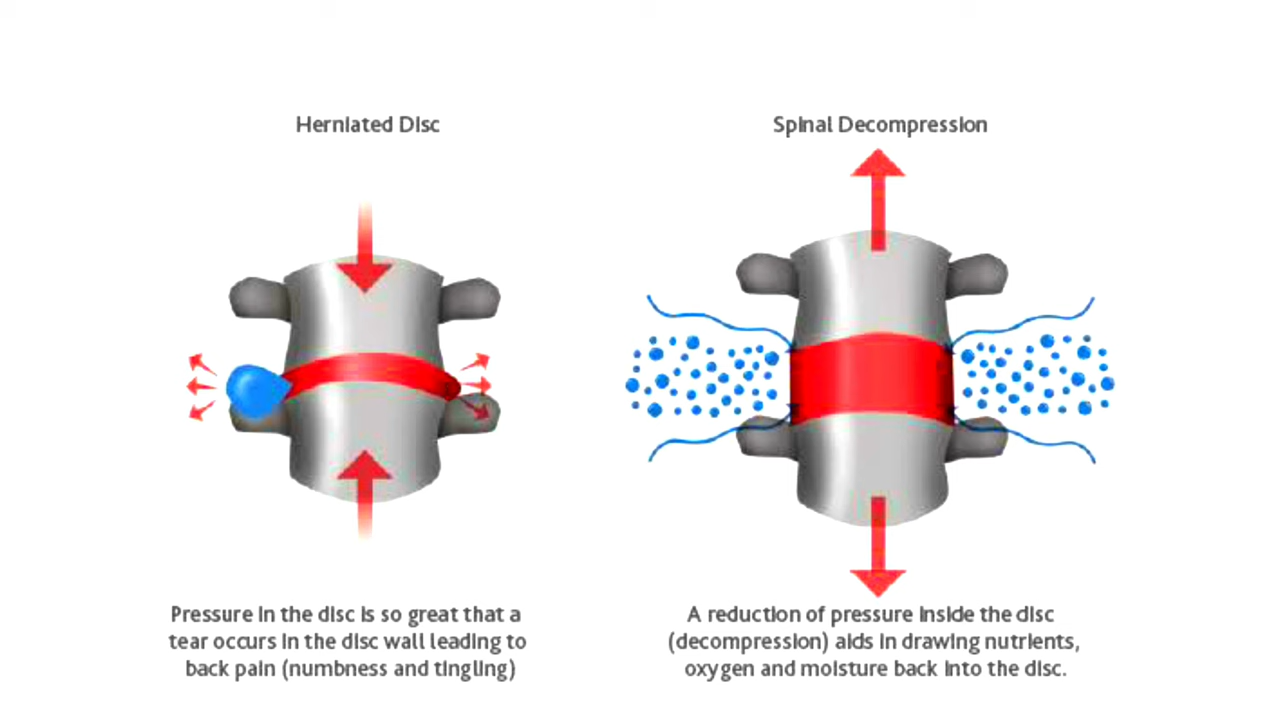 Herniated Disc
Spinal Decompression
Pressure in the disc is so great that a
tear occurs in the disc wall leading to
back pain (numbness and tingling)
A reduction of pressure inside the disc
(decompression) aids in drawing nutrients,
oxygen and moisture back into the disc.